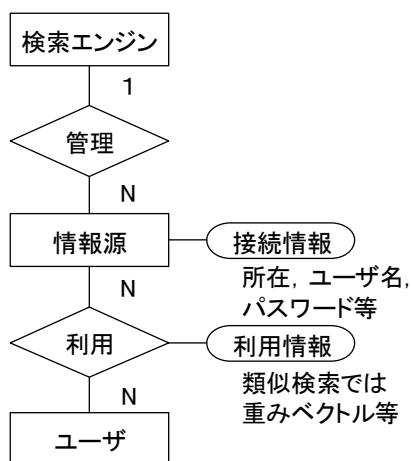 検索エンジン
1
管理
N
情報源
接続情報
所在, ユーザ名,
パスワード等
N
利用
利用情報
類似検索では
重みベクトル等
N
ユーザ